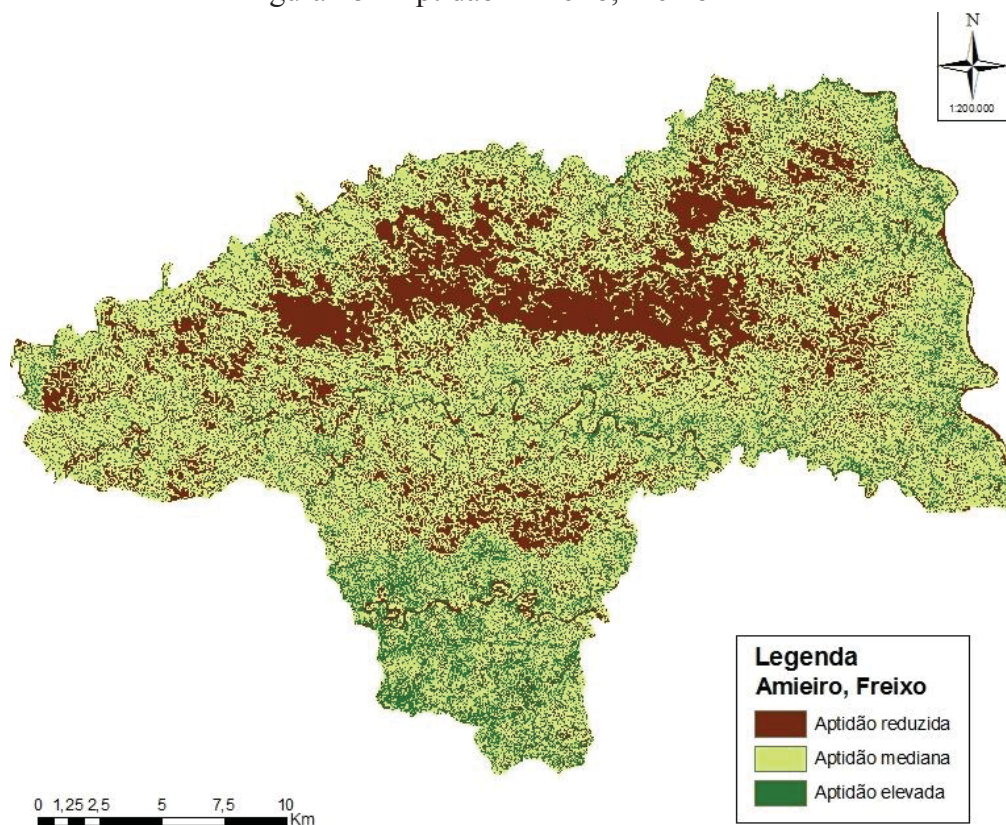 N
1:200.000
Legenda
Amieiro, Freixo
Aptidão reduzida
Aptidão mediana
Aptidão elevada
0 1,25 2,5 5 7,5 10
Km